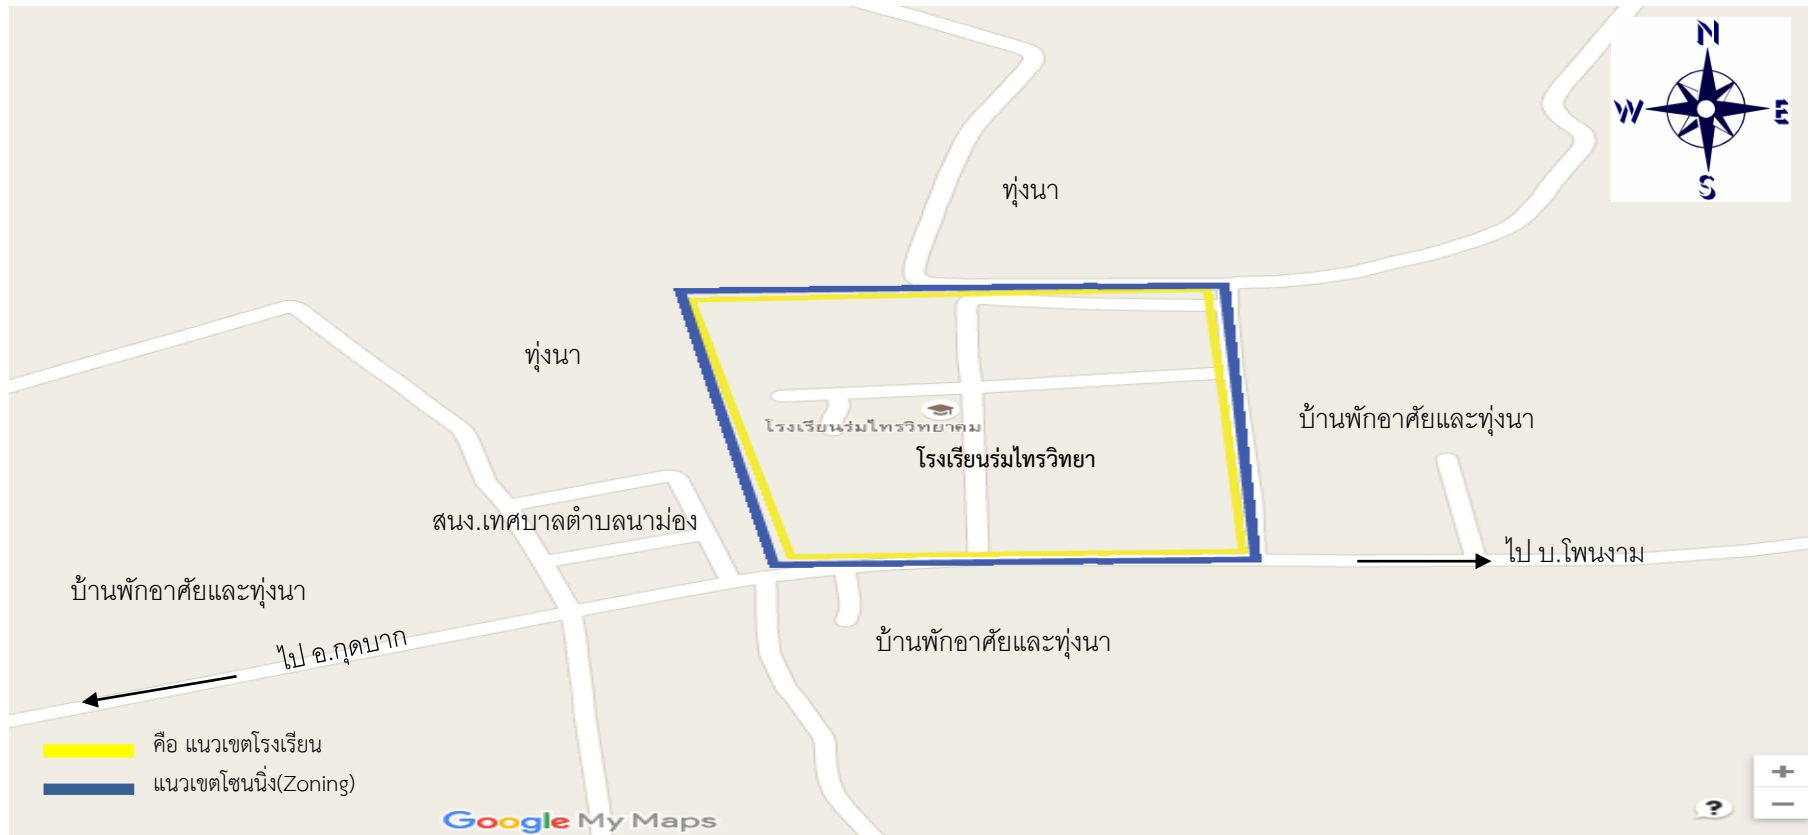 N
W
E
S
ทุ่งนา
ทุ่งนา
บ้านพักอาศัยและทุ่งนา
โรงเรียนร่มไทรวิทยาคม
โรงเรียนร่มไทรวิทยา
สนง.เทศบาลตำบลนาม่อง
ไป บ.โพนงาม
บ้านพักอาศัยและทุ่งนา
บ้านพักอาศัยและทุ่งนา
ไป อ.กุดบาก
คือ แนวเขตโรงเรียน
แนวเขตโซนนิ่ง(Zoning)
Google My Maps
?
+
−